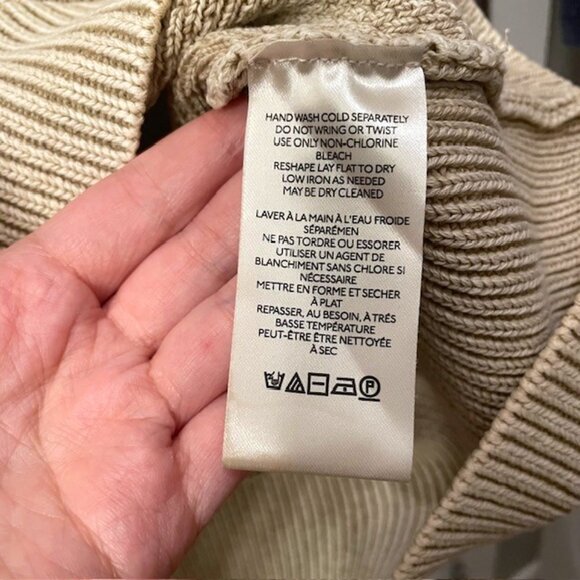 HAND WASH COLD SEPARATELY
DO NOT WRING OR TWIST
USE ONLY NON-CHLORINE
BLEACH
RESHAPE LAY FLAT TO DRY
LOW IRON AS NEEDED
MAY BE DRY CLEANED
LAVER À LA MAIN À L'EAU FROIDE
SÉPARÉMEN
NE PAS TORDRE OU ESSORER
UTILISER UN AGENT DE
BLANCHIMENT SANS CHLORE SI
NÉCESSAIRE
METTRE EN FORME ET SECHER
À PLAT
REPASSER, AU BESOIN, À TRÉS
BASSE TEMPÉRATURE
PEUT-ÊTRE ÊTRE NETTOYÉE
À SEC
P